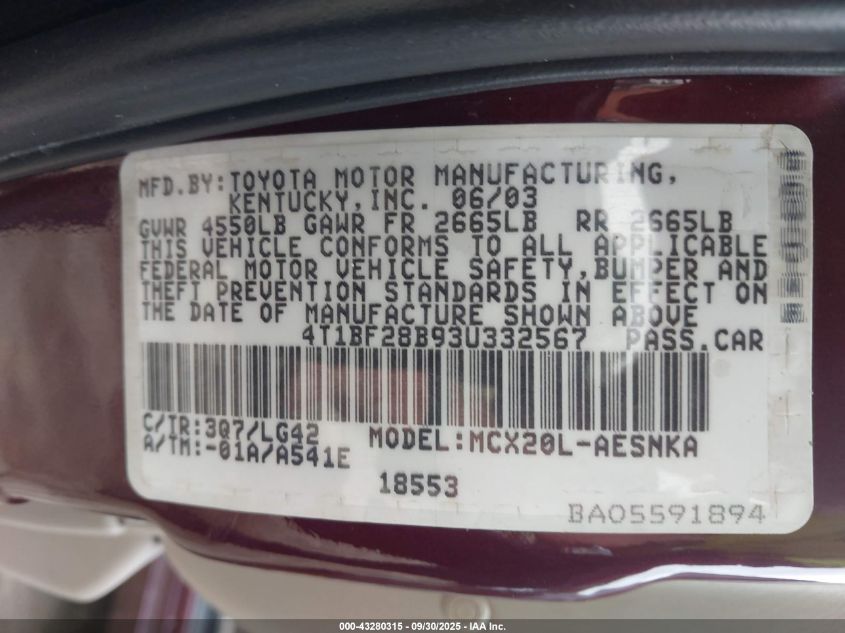 MFD.BY:TOYOTA MOTOR MANUFACTURING,
KENTUCKY,INC. 06/03
GVWR 4550LB GAWR FR 2665LB RR 2665LB
THIS VEHICLE CONFORMS TO ALL APPLICABLE
FEDERAL MOTOR VEHICLE SAFETY,BUMPER AND
THEFT PREVENTION STANDARDS IN EFFECT ON
THE DATE OF MANUFACTURE SHOWN ABOVE
4T1BF28B93U332567 PASS.CAR
C/TR:3Q7/LG42 MODEL:MCX20L-AESNKA
A/TM:-01A/A541E
18553
BA05591894
000-43280315 - 09/30/2025 - IAA Inc.